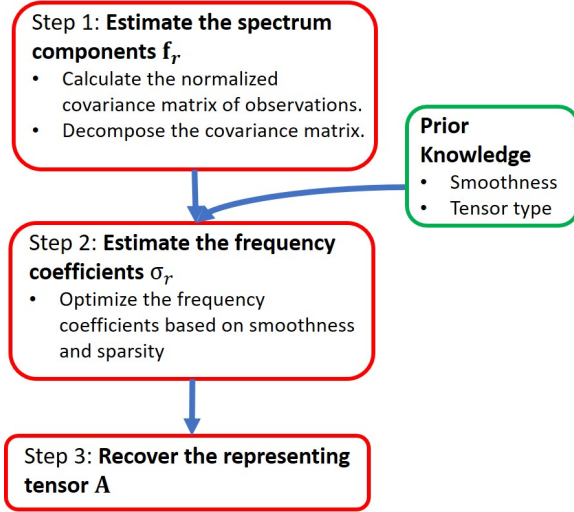 Step 1: Estimate the spectrum
components f_r
• Calculate the normalized
covariance matrix of observations.
• Decompose the covariance matrix.
Prior
Knowledge
• Smoothness
• Tensor type
Step 2: Estimate the frequency
coefficients σ_r
• Optimize the frequency
coefficients based on smoothness
and sparsity
Step 3: Recover the representing
tensor A